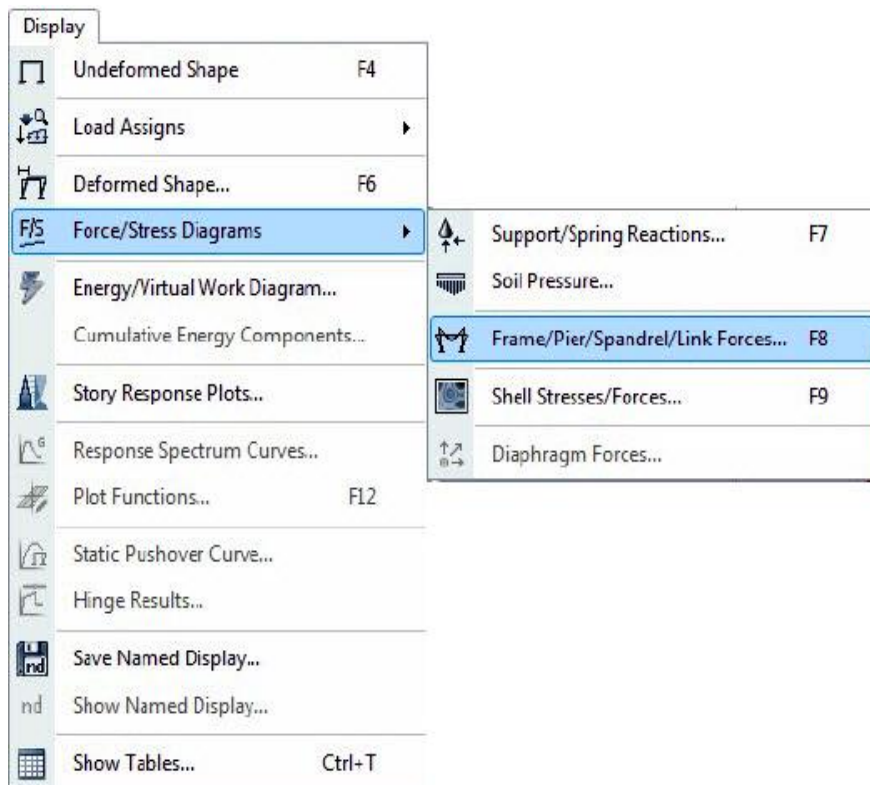 Display
Undeformed Shape F4
Load Assigns
Deformed Shape... F6
F/S Force/Stress Diagrams
Energy/Virtual Work Diagram...
Cumulative Energy Components...
Story Response Plots...
Response Spectrum Curves...
Plot Functions... F12
Static Pushover Curve...
Hinge Results...
nd Save Named Display...
nd Show Named Display...
Show Tables... Ctrl+T
Support/Spring Reactions... F7
Soil Pressure...
Frame/Pier/Spandrel/Link Forces... F8
Shell Stresses/Forces... F9
Diaphragm Forces...